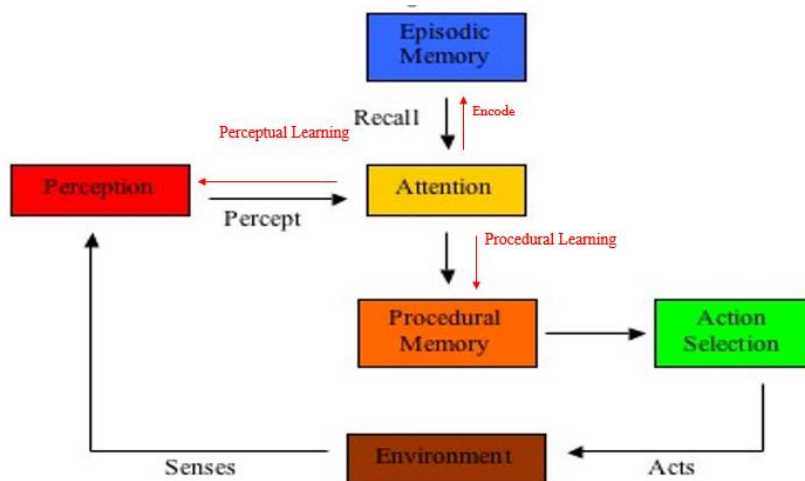 Episodic
Memory
Recall
Encode
Perceptual Learning
Perception
Attention
Percept
Procedural Learning
Procedural
Memory
Action
Selection
Senses
Environment
Acts